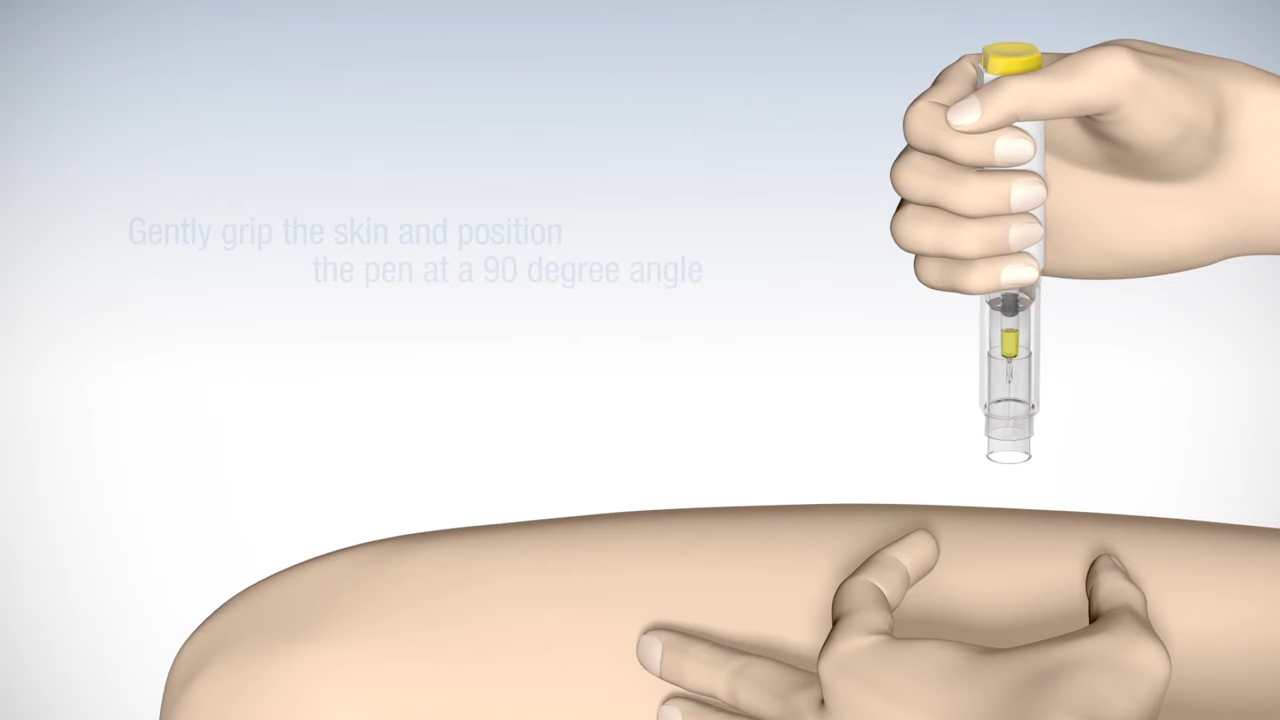 Gently grip the skin and position
the pen at a 90 degree angle